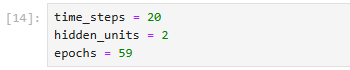 [14]: time_steps = 20
hidden_units = 2
epochs = 59